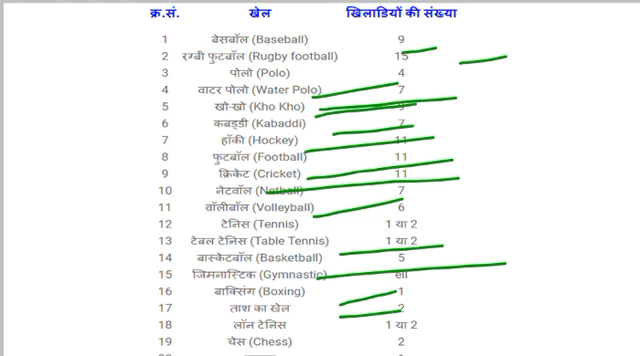 क्र.सं. खेल खिलाडियों की संख्या
1 बेसबॉल (Baseball) 9
2 रग्बी फुटबॉल (Rugby football) 15
3 पोलो (Polo) 4
4 वाटर पोलो (Water Polo) 7
5 खो-खो (Kho Kho) 9
6 कबड्डी (Kabaddi) 7
7 हॉकी (Hockey) 11
8 फुटबॉल (Football) 11
9 क्रिकेट (Cricket) 11
10 नेटवॉल (Netball) 7
11 वॉलीबॉल (Volleyball) 6
12 टेनिस (Tennis) 1 या 2
13 टेबल टेनिस (Table Tennis) 1 या 2
14 बास्केटबॉल (Basketball) 5
15 जिमनास्टिक (Gymnastic)
16 बाक्सिंग (Boxing) 1
17 ताश का खेल 2
18 लॉन टेनिस 1 या 2
19 चेस (Chess) 2